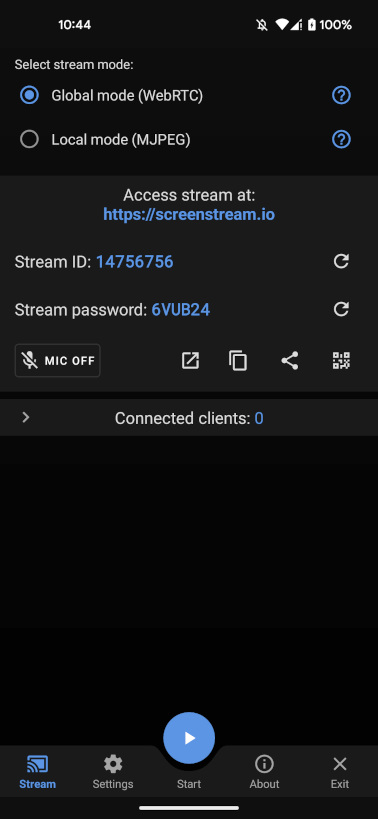 10:44
100%
Select stream mode:
Global mode (WebRTC)
Local mode (MJPEG)
Access stream at:
https://screenstream.io
Stream ID: 14756756
Stream password: 6VUB24
MIC OFF
Connected clients: 0
Stream
Settings
Start
About
Exit